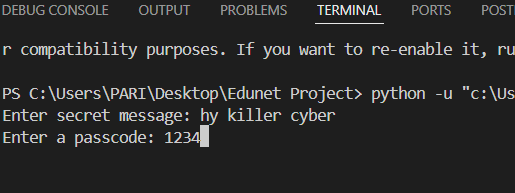 DEBUG CONSOLE OUTPUT PROBLEMS TERMINAL PORTS POST
r compatibility purposes. If you want to re-enable it, ru
PS C:\Users\PARI\Desktop\Edunet Project> python -u "c:\Us
Enter secret message: hy killer cyber
Enter a passcode: 1234